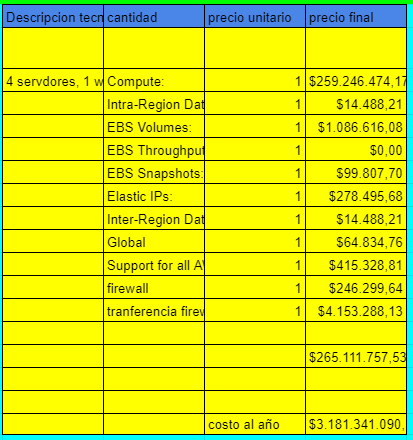 Descripcion tecn cantidad precio unitario precio final
4 servdores, 1 w Compute: 1 $259.246.474,17
Intra-Region Dat 1 $14.488,21
EBS Volumes: 1 $1.086.616,08
EBS Throughput 1 $0,00
EBS Snapshots: 1 $99.807,70
Elastic IPs: 1 $278.495,68
Inter-Region Dat 1 $14.488,21
Global 1 $64.834,76
Support for all A 1 $415.328,81
firewall 1 $246.299,64
tranferencia firew 1 $4.153.288,13
$265.111.757,53
costo al año $3.181.341.090,